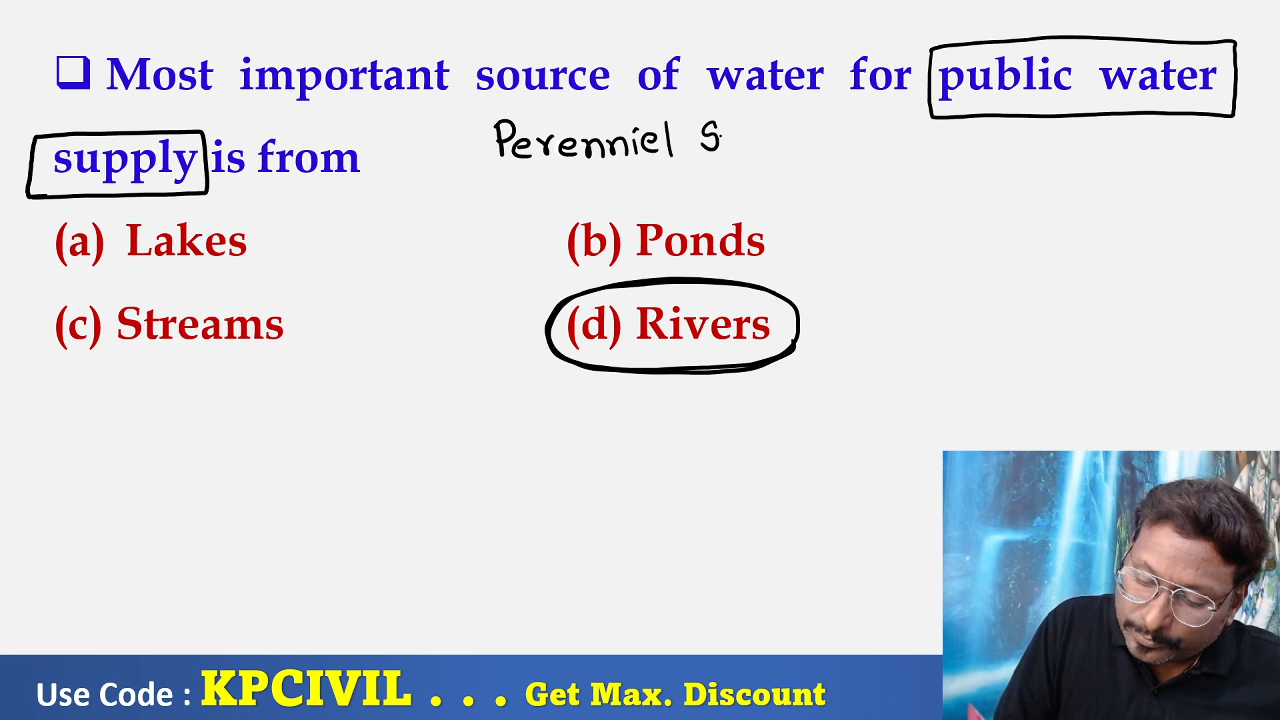 ❑ Most important source of water for public water
supply is from
Perenniel S
(a) Lakes
(b) Ponds
(c) Streams
(d) Rivers
Use Code : KPCIVIL . . . Get Max. Discount